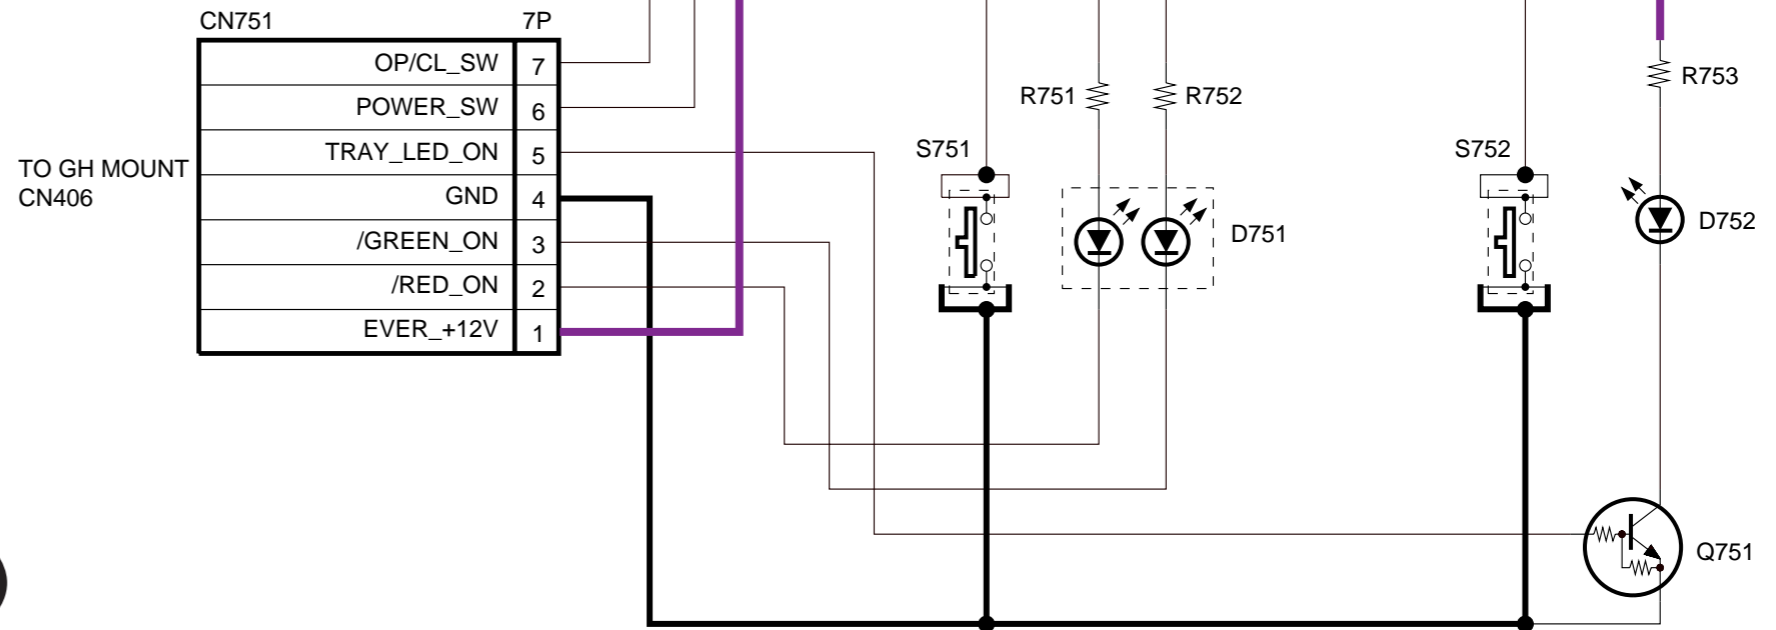 CN751 7P
OP/CL_SW 7
POWER_SW 6
TRAY_LED_ON 5
GND 4
/GREEN_ON 3
/RED_ON 2
EVER_+12V 1
TO GH MOUNT
CN406
S751
R751
R752
D751
S752
R753
D752
Q751